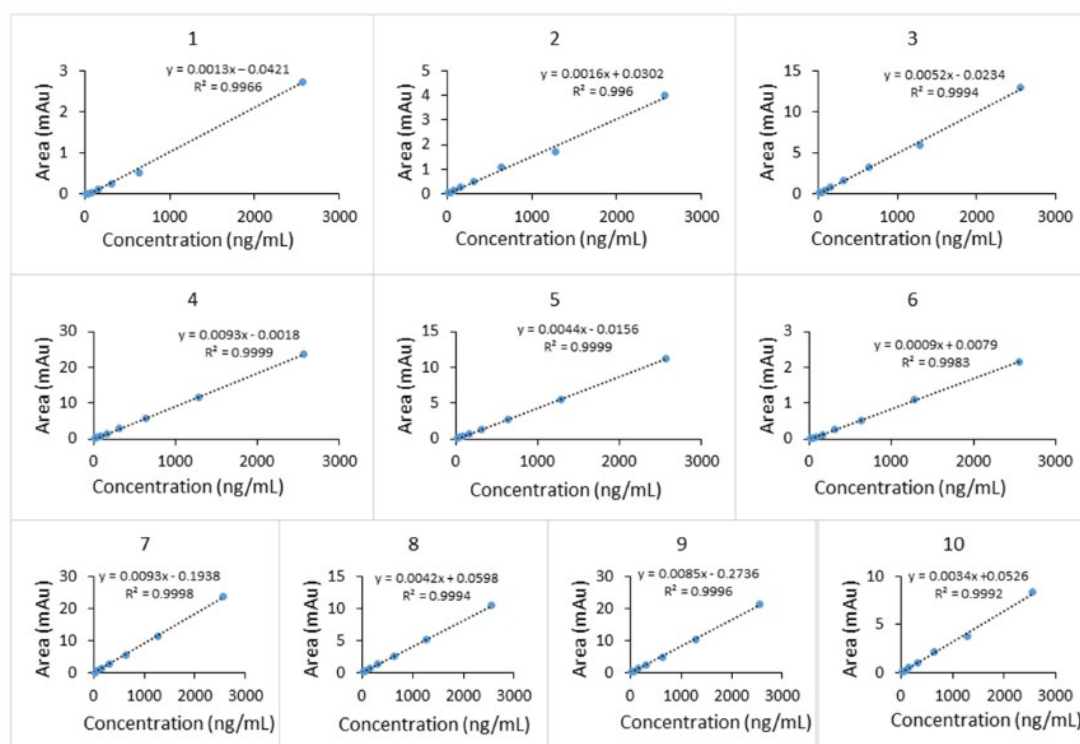 1
y = 0.0013x – 0.0421
R² = 0.9966
Area (mAu)
3
2
1
0
0 1000 2000 3000
Concentration (ng/mL)
2
y = 0.0016x + 0.0302
R² = 0.996
Area (mAu)
5
4
3
2
1
0
0 1000 2000 3000
Concentration (ng/mL)
3
y = 0.0052x - 0.0234
R² = 0.9994
Area (mAu)
15
10
5
0
0 1000 2000 3000
Concentration (ng/mL)
4
y = 0.0093x - 0.0018
R² = 0.9999
Area (mAu)
30
20
10
0
0 1000 2000 3000
Concentration (ng/mL)
5
y = 0.0044x - 0.0156
R² = 0.9999
Area (mAu)
15
10
5
0
0 1000 2000 3000
Concentration (ng/mL)
6
y = 0.0009x + 0.0079
R² = 0.9983
Area (mAu)
3
2
1
0
0 1000 2000 3000
Concentration (ng/mL)
7
y = 0.0093x - 0.1938
R² = 0.9998
Area (mAu)
30
20
10
0
0 1000 2000 3000
Concentration (ng/mL)
8
y = 0.0042x + 0.0598
R² = 0.9994
Area (mAu)
15
10
5
0
0 1000 2000 3000
Concentration (ng/mL)
9
y = 0.0085x - 0.2736
R² = 0.9996
Area (mAu)
30
20
10
0
0 1000 2000 3000
Concentration (ng/mL)
10
y = 0.0034x +0.0526
R² = 0.9992
Area (mAu)
10
5
0
0 1000 2000 3000
Concentration (ng/mL)